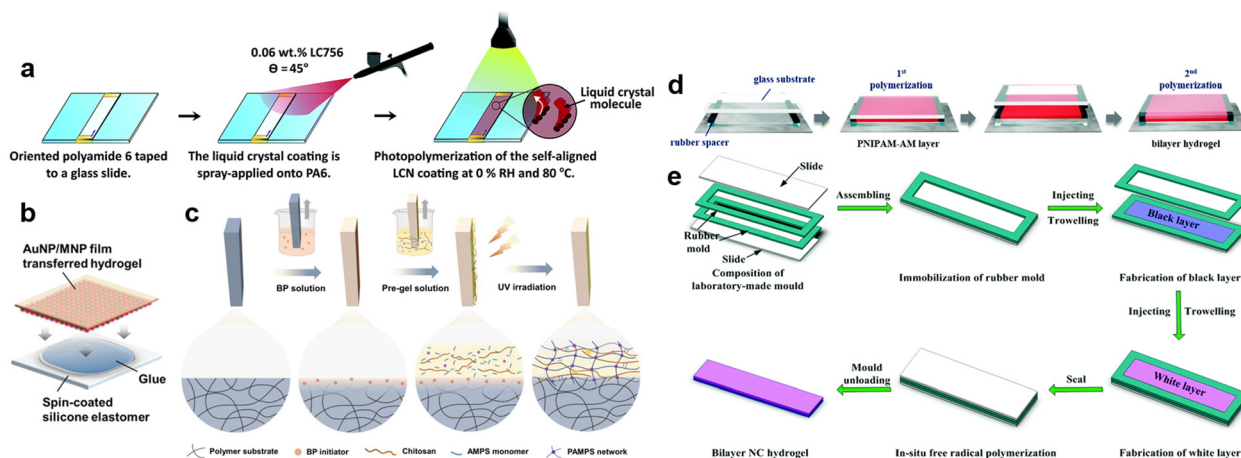 a
0.06 wt.% LC756
Θ = 45°
Liquid crystal
molecule
Oriented polyamide 6 taped
to a glass slide.
The liquid crystal coating is
spray-applied onto PA6.
Photopolymerization of the self-aligned
LCN coating at 0 % RH and 80 °C.
b
AuNP/MNP film
transferred hydrogel
Glue
Spin-coated
silicone elastomer
c
BP solution
Pre-gel solution
UV irradiation
Polymer substrate
BP initiator
Chitosan
AMPS monomer
PAMPS network
d
glass substrate
rubber spacer
1st
polymerization
PNIPAM-AM layer
2nd
polymerization
bilayer hydrogel
e
Slide
Rubber
mold
Slide
Composition of
laboratory-made mould
Assembling
Immobilization of rubber mold
Injecting
Trowelling
Black layer
Fabrication of black layer
Injecting
Trowelling
White layer
Fabrication of white layer
Seal
In-situ free radical polymerization
Mould
unloading
Bilayer NC hydrogel